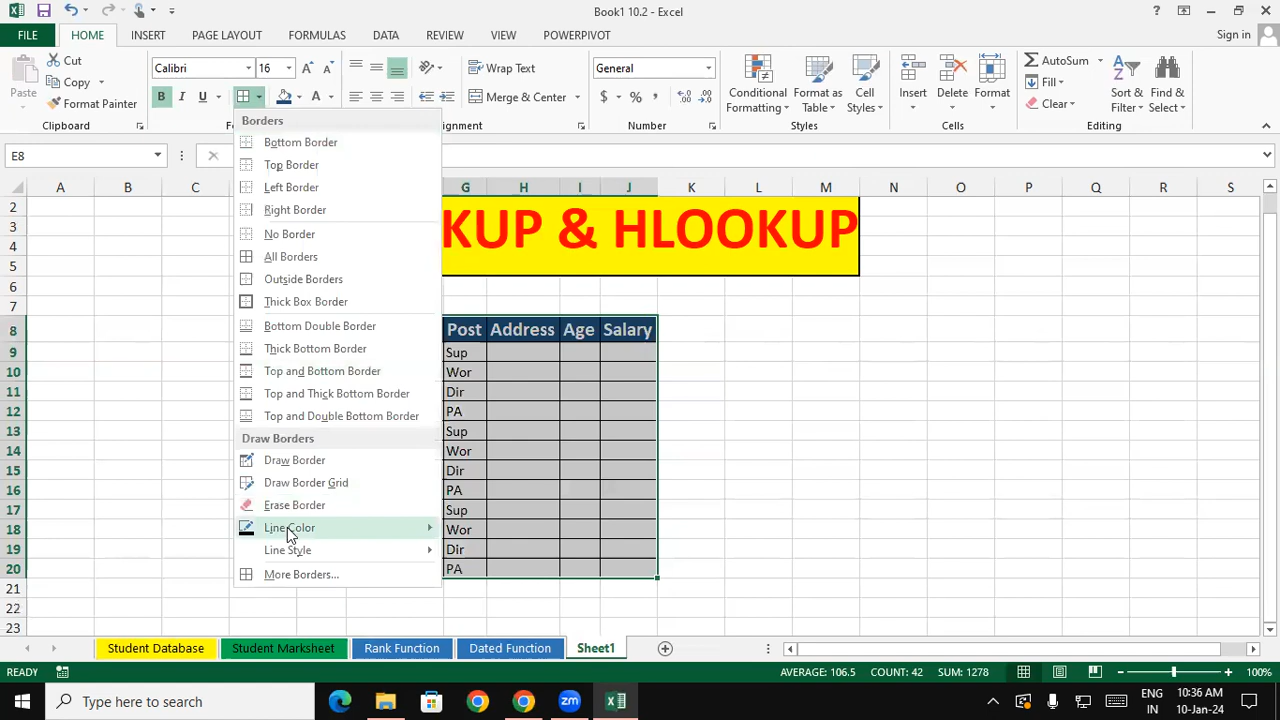 Book1 10.2 - Excel
?
FILE HOME INSERT PAGE LAYOUT FORMULAS DATA REVIEW VIEW POWERPIVOT Sign in
Paste Cut
Copy
Format Painter
Clipboard
Calibri 16
B I U A
Wrap Text
Merge & Center
General
$ % ,
Number
Conditional Formatting
Format as Table
Cell Styles
Styles
Insert Delete Format
Cells
AutoSum
Fill
Clear
Sort & Filter
Find & Select
Editing
E8
A B C G H I J K L M N O P Q R S
KUP & HLOOKUP
Borders
Bottom Border
Top Border
Left Border
Right Border
No Border
All Borders
Outside Borders
Thick Box Border
Bottom Double Border
Thick Bottom Border
Top and Bottom Border
Top and Thick Bottom Border
Top and Double Bottom Border
Draw Borders
Draw Border
Draw Border Grid
Erase Border
Line Color
Line Style
More Borders...
2
3
4
5
6
7
8 Post Address Age Salary
9 Sup
10 Wor
11 Dir
12 PA
13 Sup
14 Wor
15 Dir
16 PA
17 Sup
18 Wor
19 Dir
20 PA
21
22
23
Student Database Student Marksheet Rank Function Dated Function Sheet1
READY AVERAGE: 106.5 COUNT: 42 SUM: 1278 100%
Type here to search
ENG
IN
10:36 AM
10-Jan-24